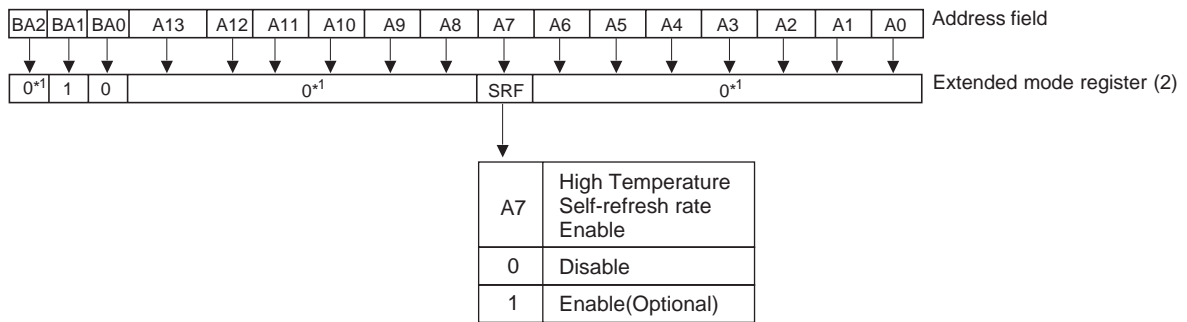 BA2 BA1 BA0 A13 A12 A11 A10 A9 A8 A7 A6 A5 A4 A3 A2 A1 A0 Address field
0*1 1 0 0*1 SRF 0*1 Extended mode register (2)
A7 High Temperature
Self-refresh rate
Enable
0 Disable
1 Enable(Optional)